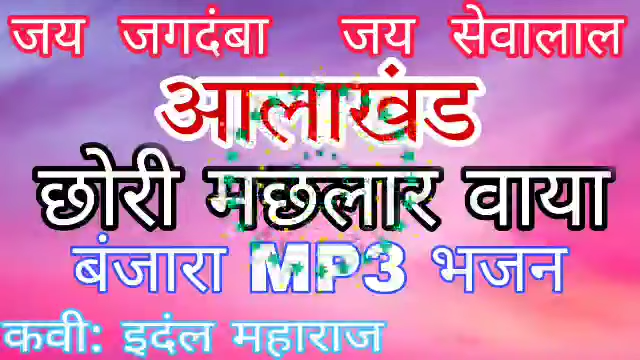 जय जगदंबा जय सेवालाल
आलाखंड
छोरी मछलार वाया
बंजारा MP3 भजन
कवी: इदंल महाराज